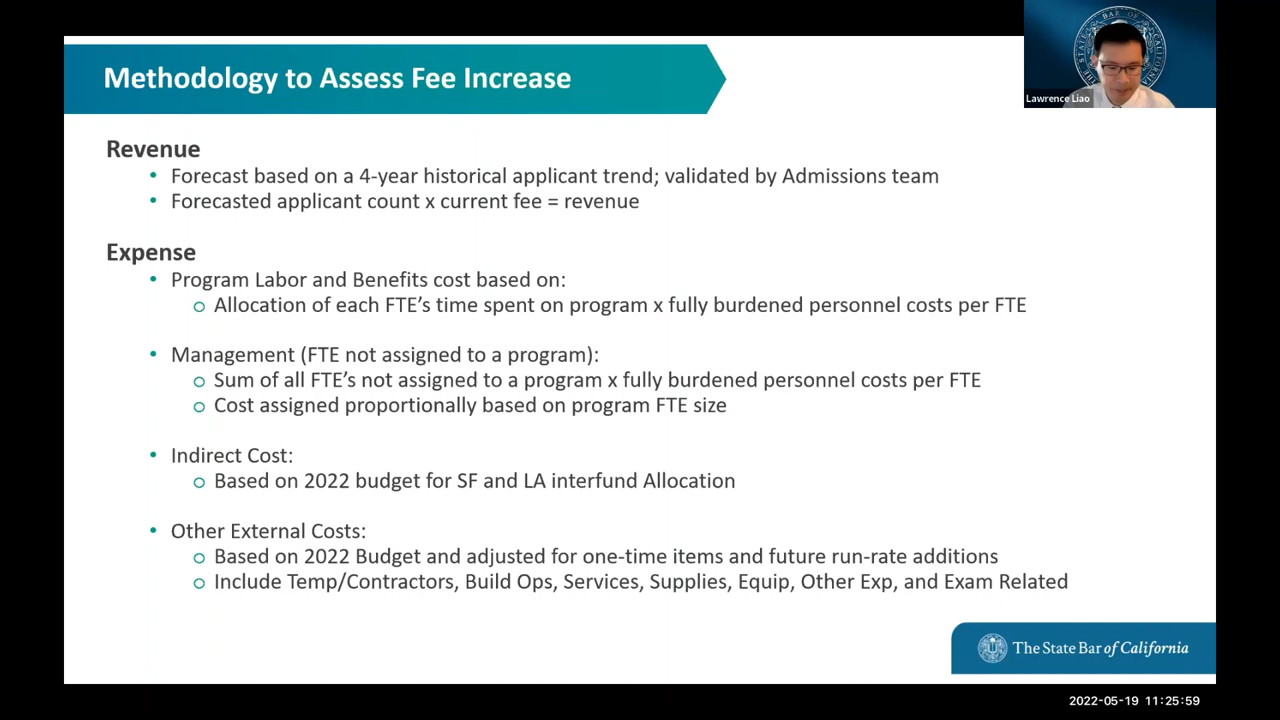 Methodology to Assess Fee Increase
Lawrence Liao
Revenue
• Forecast based on a 4-year historical applicant trend; validated by Admissions team
• Forecasted applicant count x current fee = revenue
Expense
• Program Labor and Benefits cost based on:
o Allocation of each FTE's time spent on program x fully burdened personnel costs per FTE
• Management (FTE not assigned to a program):
o Sum of all FTE's not assigned to a program x fully burdened personnel costs per FTE
o Cost assigned proportionally based on program FTE size
• Indirect Cost:
o Based on 2022 budget for SF and LA interfund Allocation
• Other External Costs:
o Based on 2022 Budget and adjusted for one-time items and future run-rate additions
o Include Temp/Contractors, Build Ops, Services, Supplies, Equip, Other Exp, and Exam Related
The State Bar of California
2022-05-19 11:25:59